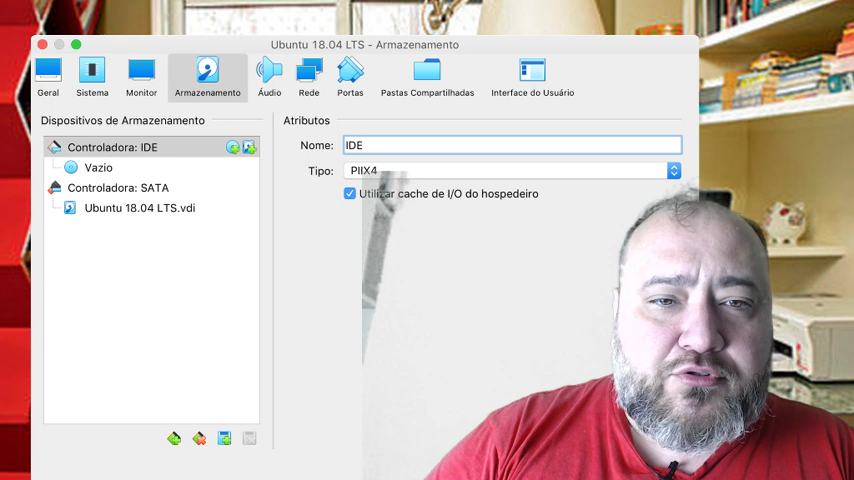 Ubuntu 18.04 LTS - Armazenamento
Geral Sistema Monitor Armazenamento Áudio Rede Portas Pastas Compartilhadas Interface do Usuário
Dispositivos de Armazenamento
Controladora: IDE
Vazio
Controladora: SATA
Ubuntu 18.04 LTS.vdi
Atributos
Nome: IDE
Tipo: PIIX4
Utilizar cache de I/O do hospedeiro